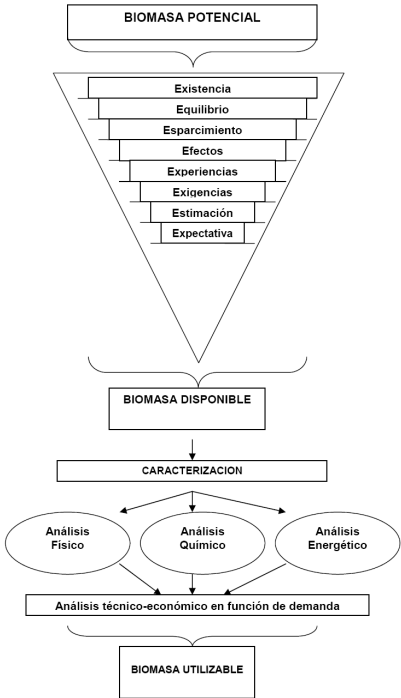 BIOMASA POTENCIAL
Existencia
Equilibrio
Esparcimiento
Efectos
Experiencias
Exigencias
Estimación
Expectativa
BIOMASA DISPONIBLE
CARACTERIZACION
Análisis
Físico
Análisis
Químico
Análisis
Energético
Análisis técnico-económico en función de demanda
BIOMASA UTILIZABLE